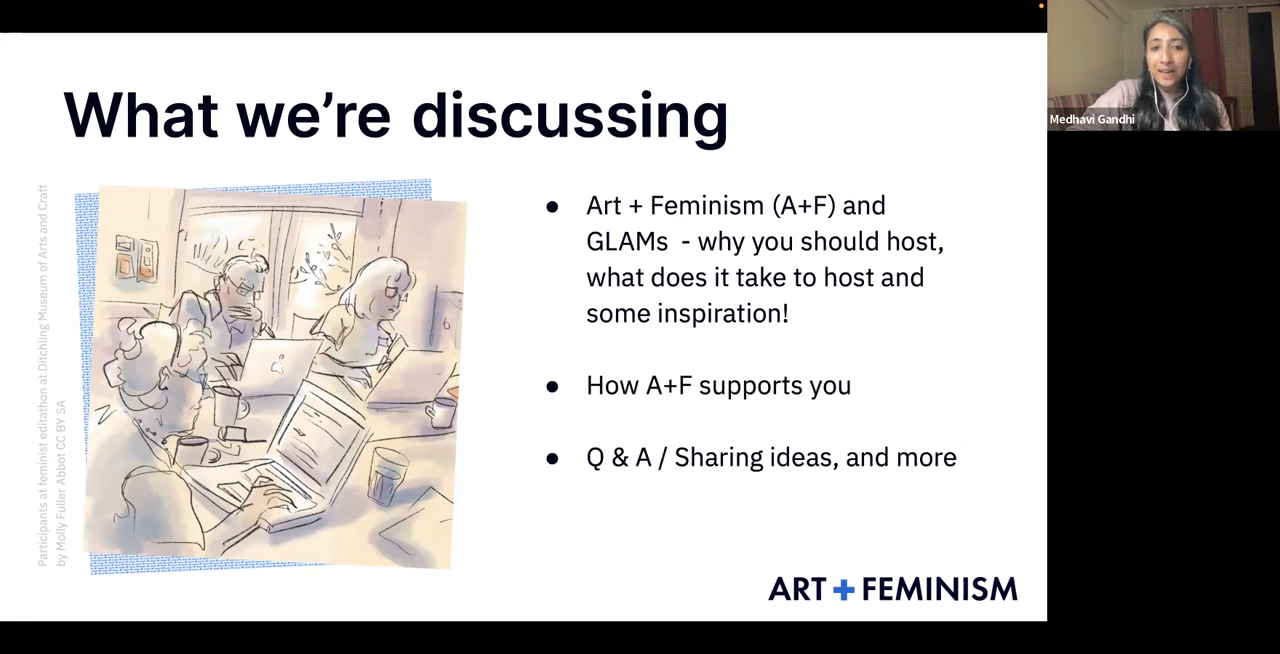 What we’re discussing
Participants at feminist editathon at Ditchling Museum of Arts and Craft
by Molly Fuller Abbot CC BY SA
● Art + Feminism (A+F) and
GLAMs - why you should host,
what does it take to host and
some inspiration!
● How A+F supports you
● Q & A / Sharing ideas, and more
ART + FEMINISM
Medhavi Gandhi